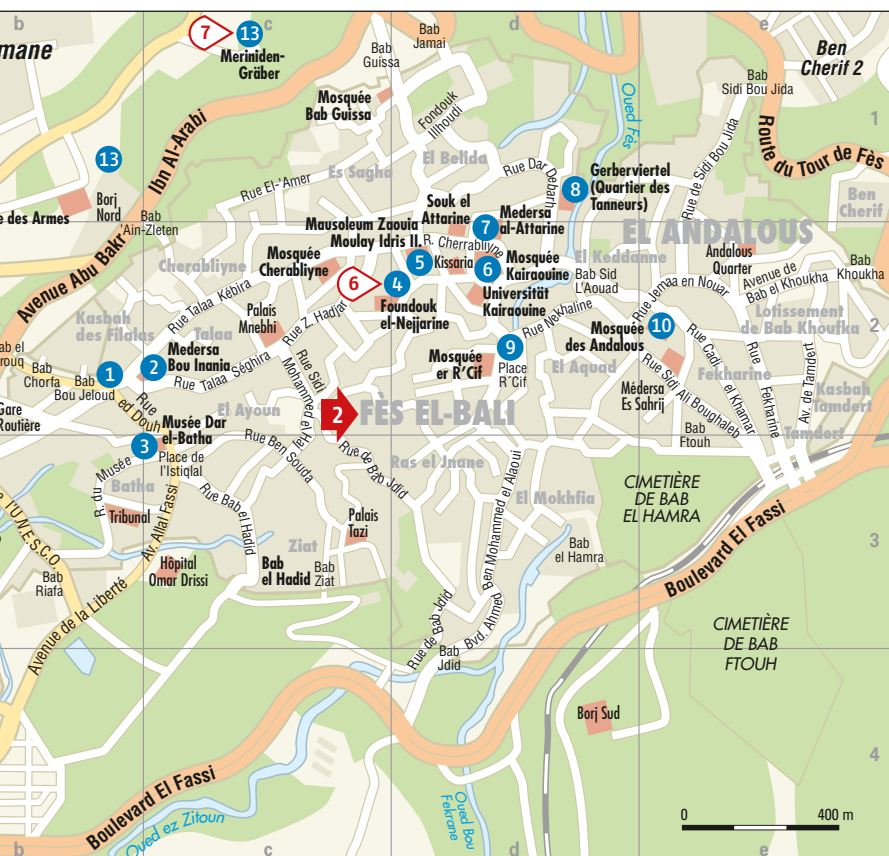 b
c
d
e
7
13
Meriniden-
Gräber
Bab
Guissa
Bab
Jamai
Ben
Cherif 2
Bab
Sidi Bou Jida
Oued Fès
Mosquée
Bab Guissa
Fondouk
Ilhoudi
1
Ibn Al-Arabi
Route du Tour de Fès
13
El Belida
Es Sagha
Rue Dar Debarh
Rue El-'Amer
8
Gerberviertel
(Quartier des
Tanneurs)
Rue de Sidi Bou Jida
Borj
Nord
e des Armes
Bab
'Ain-Zleten
Ben
Cherif
Souk el
Attarine
7
Medersa
al-Attarine
Mausoleum Zaouia
Moulay Idris II.
R. Cherrabliyne
EL ANDALOUS
Avenue Abu Bakr
Cherabliyne
Mosquée
Cherabliyne
5
Kissaria
6
Mosquée
Kairaouine
El Keddanne
Andalous
Quarter
Bab Sid
L'Aouad
Bab
Khoukha
Avenue de
Bab el Khoukha
6
4
Universität
Kairaouine
Rue Jemaa en Nouar
Rue Talaa Kébira
Kasbah
des Filalas
Palais
Mnebhi
Rue Z. Hadjar
Foundouk
el-Nejjarine
Rue Nekhaline
Lotissement
de Bab Khoufka
2
Talaa
Mosquée
des Andalous
10
Bab el
rouq
Bab
Chorfa
Medersa
Bou Inania
2
1
Bab
Bou Jeloud
Mosquée
er R'Cif
9
Place
R'Cif
El Aquad
Rue Talaa Séghira
Rue Sidi
Mohammed el Haj
Rue Gadi
el Khamar
Fekharine
Rue
Fekharine
Av. de Tamdert
Kasbah
Tamdert
Rue Sidi Ali Boughaleb
Médersa
Es Sahrij
Gare
Routière
Rue
ed Douh
Musée Dar
el-Batha
El Ayoun
2
FÈS EL-BALI
Bab
Ftouh
Tamdert
3
Place de
l'Istiqlal
Rue Ben Souda
Rue de Bab Jdid
Ras el Jnane
R. du Musée
Batha
Tribunal
Rue Bab el Hadid
Av. Allal Fassi
Palais
Tazi
Ben Mohammed el Alaoui
El Mokhfia
CIMETIÈRE
DE BAB
EL HAMRA
T'U.N.E.S.C.O.
Ziat
Bab
el Hamra
3
Hôpital
Omar Drissi
Bab
el Hadid
Bab
Ziat
Bab
Riafa
Boulevard El Fassi
Avenue de la Liberté
Rue de Bab Jdid
Bvd. Ahmed
Bab
Jdid
CIMETIÈRE
DE BAB
FTOUH
Borj Sud
4
Boulevard El Fassi
Oued ez Zitoun
Oued Bou
Fekrane
0
400 m
b
c
d
e